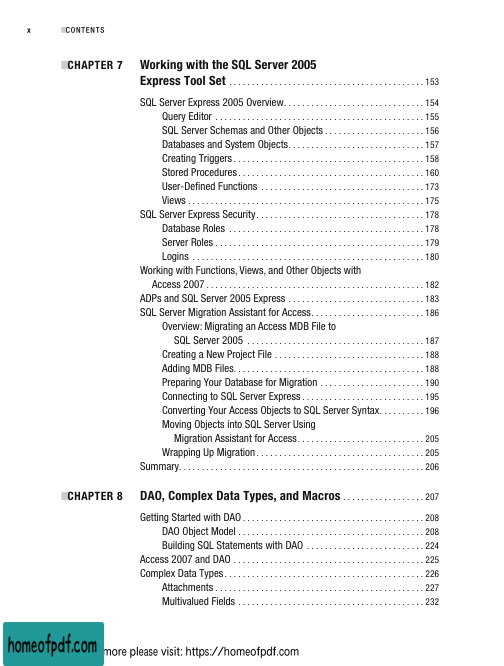 x ■CONTENTS
■CHAPTER 7 Working with the SQL Server 2005
Express Tool Set . . . . . . . . . . . . . . . . . . . . . . . . . . . . . . . . . . . . . . . . . . 153
SQL Server Express 2005 Overview. . . . . . . . . . . . . . . . . . . . . . . . . . . . . . 154
Query Editor . . . . . . . . . . . . . . . . . . . . . . . . . . . . . . . . . . . . . . . . . . . . . 155
SQL Server Schemas and Other Objects . . . . . . . . . . . . . . . . . . . . . . 156
Databases and System Objects. . . . . . . . . . . . . . . . . . . . . . . . . . . . . 157
Creating Triggers . . . . . . . . . . . . . . . . . . . . . . . . . . . . . . . . . . . . . . . . . 158
Stored Procedures . . . . . . . . . . . . . . . . . . . . . . . . . . . . . . . . . . . . . . . . 160
User-Defined Functions . . . . . . . . . . . . . . . . . . . . . . . . . . . . . . . . . . . 173
Views . . . . . . . . . . . . . . . . . . . . . . . . . . . . . . . . . . . . . . . . . . . . . . . . . . . 175
SQL Server Express Security. . . . . . . . . . . . . . . . . . . . . . . . . . . . . . . . . . . . 178
Database Roles . . . . . . . . . . . . . . . . . . . . . . . . . . . . . . . . . . . . . . . . . . 178
Server Roles . . . . . . . . . . . . . . . . . . . . . . . . . . . . . . . . . . . . . . . . . . . . . 179
Logins . . . . . . . . . . . . . . . . . . . . . . . . . . . . . . . . . . . . . . . . . . . . . . . . . . 180
Working with Functions, Views, and Other Objects with
Access 2007 . . . . . . . . . . . . . . . . . . . . . . . . . . . . . . . . . . . . . . . . . . . . . . . 182
ADPs and SQL Server 2005 Express . . . . . . . . . . . . . . . . . . . . . . . . . . . . . 183
SQL Server Migration Assistant for Access. . . . . . . . . . . . . . . . . . . . . . . . 186
Overview: Migrating an Access MDB File to
SQL Server 2005 . . . . . . . . . . . . . . . . . . . . . . . . . . . . . . . . . . . . . . 187
Creating a New Project File . . . . . . . . . . . . . . . . . . . . . . . . . . . . . . . . 188
Adding MDB Files. . . . . . . . . . . . . . . . . . . . . . . . . . . . . . . . . . . . . . . . . 188
Preparing Your Database for Migration . . . . . . . . . . . . . . . . . . . . . . . 190
Connecting to SQL Server Express . . . . . . . . . . . . . . . . . . . . . . . . . . . 195
Converting Your Access Objects to SQL Server Syntax. . . . . . . . . . 196
Moving Objects into SQL Server Using
Migration Assistant for Access. . . . . . . . . . . . . . . . . . . . . . . . . . . . 205
Wrapping Up Migration . . . . . . . . . . . . . . . . . . . . . . . . . . . . . . . . . . . . 205
Summary. . . . . . . . . . . . . . . . . . . . . . . . . . . . . . . . . . . . . . . . . . . . . . . . . . . . 206
■CHAPTER 8 DAO, Complex Data Types, and Macros . . . . . . . . . . . . . . . . . . 207
Getting Started with DAO . . . . . . . . . . . . . . . . . . . . . . . . . . . . . . . . . . . . . . . 208
DAO Object Model . . . . . . . . . . . . . . . . . . . . . . . . . . . . . . . . . . . . . . . . 208
Building SQL Statements with DAO . . . . . . . . . . . . . . . . . . . . . . . . . . 224
Access 2007 and DAO . . . . . . . . . . . . . . . . . . . . . . . . . . . . . . . . . . . . . . . . . 225
Complex Data Types . . . . . . . . . . . . . . . . . . . . . . . . . . . . . . . . . . . . . . . . . . . 226
Attachments . . . . . . . . . . . . . . . . . . . . . . . . . . . . . . . . . . . . . . . . . . . . . 227
Multivalued Fields . . . . . . . . . . . . . . . . . . . . . . . . . . . . . . . . . . . . . . . . 232
homeofpdf.com more please visit: https://homeofpdf.com